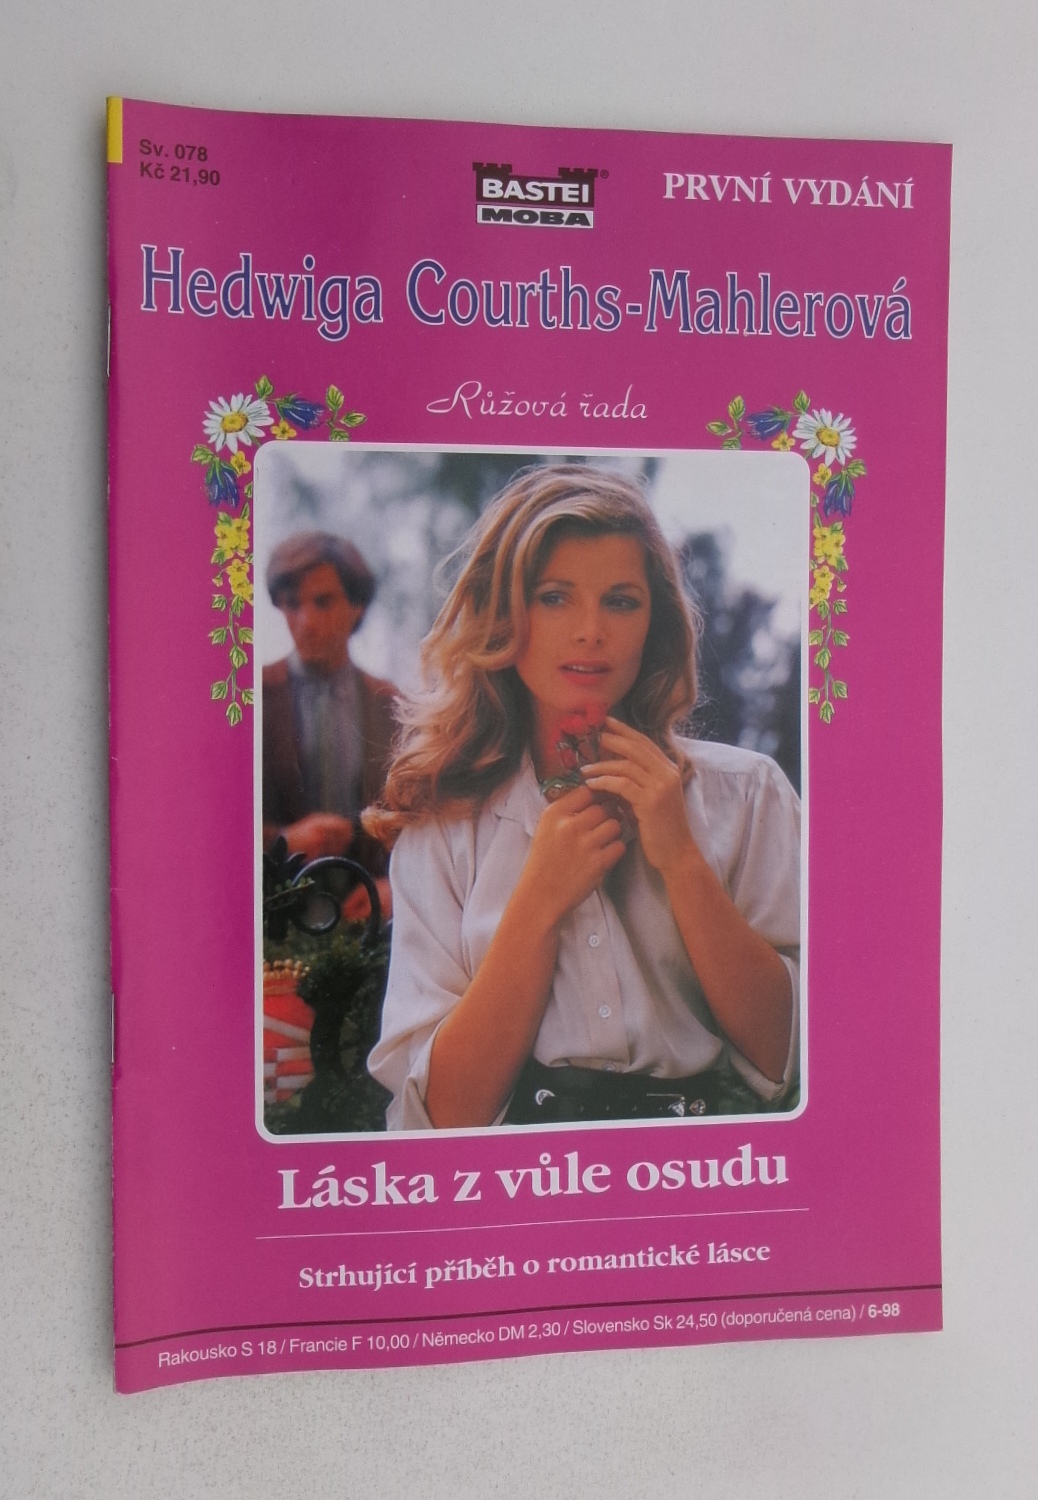 Sv. 078
Kč 21,90
BASTEI®
MOBA
PRVNÍ VYDÁNÍ
Hedwiga Courths-Mahlerová
Růžová řada
Láska z vůle osudu
Strhující příběh o romantické lásce
Rakousko S 18 / Francie F 10,00 / Německo DM 2,30 / Slovensko Sk 24,50 (doporučená cena) / 6-98